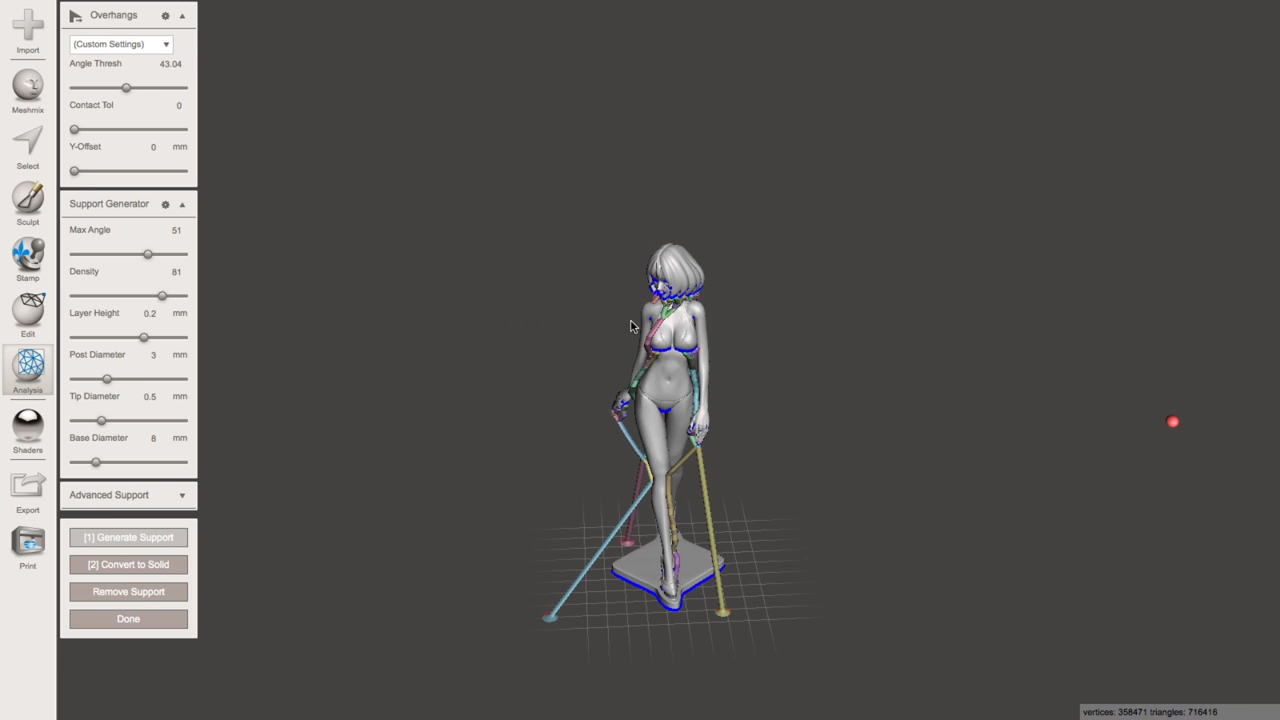 Import
Meshmix
Select
Sculpt
Stamp
Edit
Analysis
Shaders
Export
Print
Overhangs
(Custom Settings)
Angle Thresh 43.04
Contact Tol 0
Y-Offset 0 mm
Support Generator
Max Angle 51
Density 81
Layer Height 0.2 mm
Post Diameter 3 mm
Tip Diameter 0.5 mm
Base Diameter 8 mm
Advanced Support
[1] Generate Support
[2] Convert to Solid
Remove Support
Done
vertices: 358471 triangles: 716416